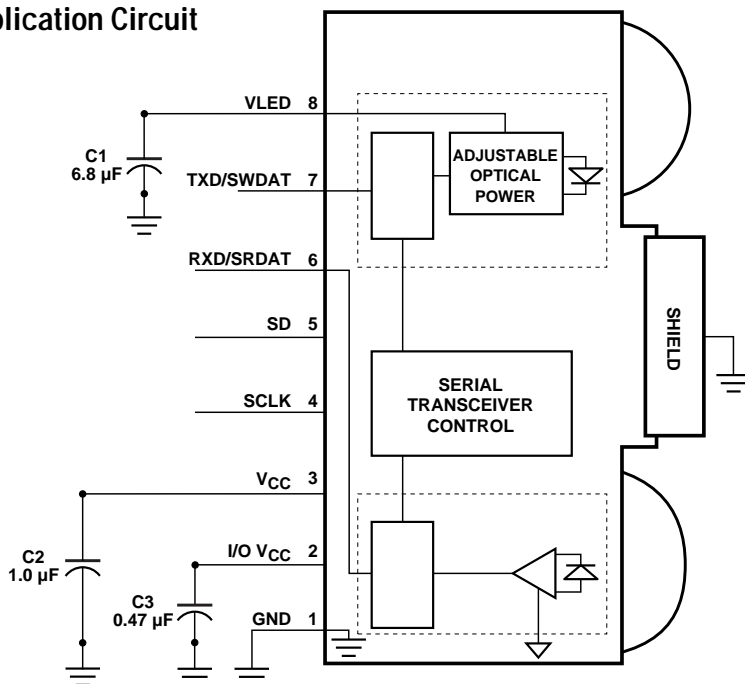 plication Circuit
VLED 8
C1
6.8 µF
ADJUSTABLE
OPTICAL
POWER
TXD/SWDAT 7
RXD/SRDAT 6
SD 5
SHIELD
SCLK 4
SERIAL
TRANSCEIVER
CONTROL
VCC 3
I/O VCC 2
C2
1.0 µF
C3
0.47 µF
GND 1